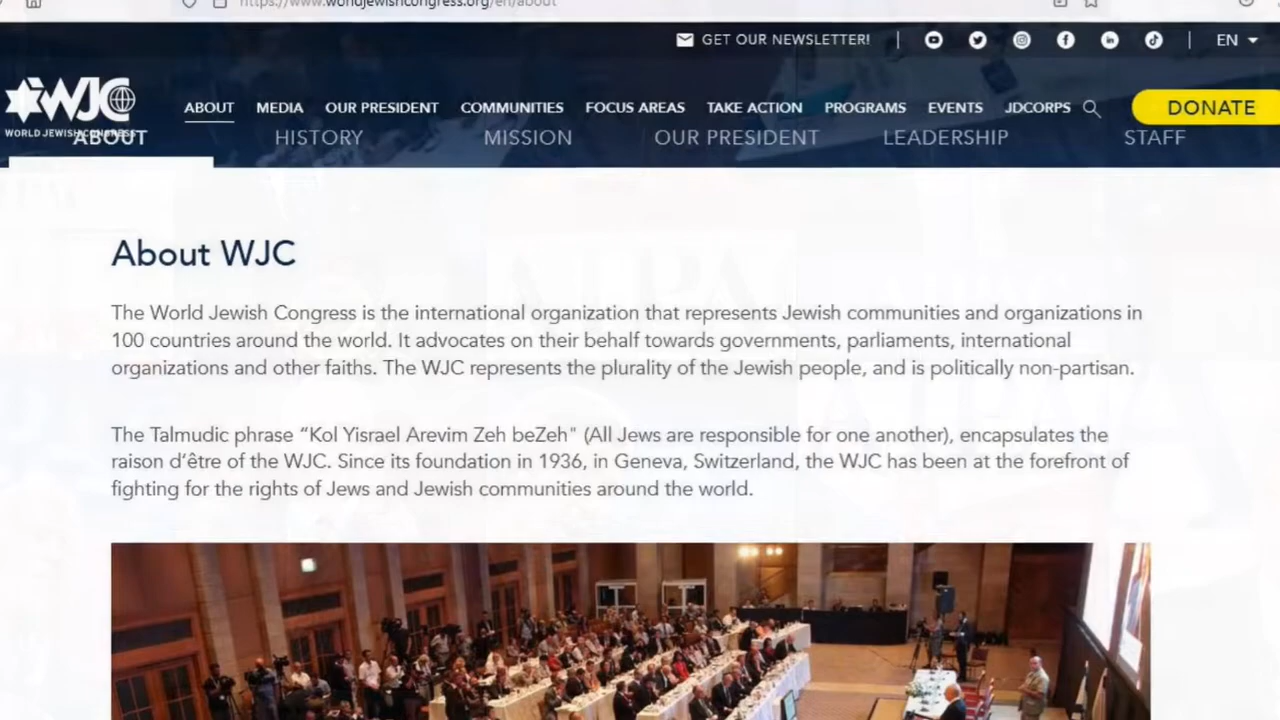 https://www.worldjewishcongress.org/en/about
GET OUR NEWSLETTER! | | EN
WJC
WORLD JEWISH CONGRESS
ABOUT MEDIA OUR PRESIDENT COMMUNITIES FOCUS AREAS TAKE ACTION PROGRAMS EVENTS JDCORPS DONATE
ABOUT HISTORY MISSION OUR PRESIDENT LEADERSHIP STAFF
About WJC
The World Jewish Congress is the international organization that represents Jewish communities and organizations in
100 countries around the world. It advocates on their behalf towards governments, parliaments, international
organizations and other faiths. The WJC represents the plurality of the Jewish people, and is politically non-partisan.
The Talmudic phrase “Kol Yisrael Arevim Zeh beZeh" (All Jews are responsible for one another), encapsulates the
raison d’être of the WJC. Since its foundation in 1936, in Geneva, Switzerland, the WJC has been at the forefront of
fighting for the rights of Jews and Jewish communities around the world.